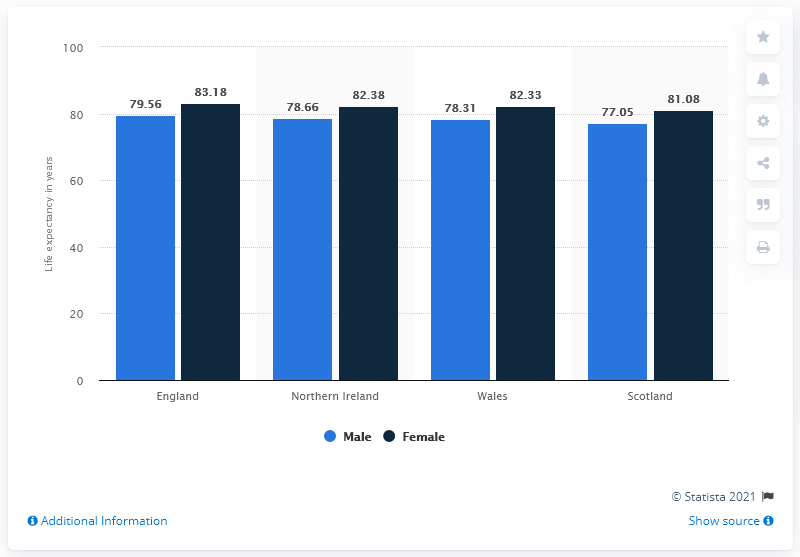 100
80
60
40
20
0
Life expectancy in years
79.56
83.18
78.66
82.38
78.31
82.33
77.05
81.08
England
Northern Ireland
Wales
Scotland
Male
Female
© Statista 2021
Additional Information
Show source